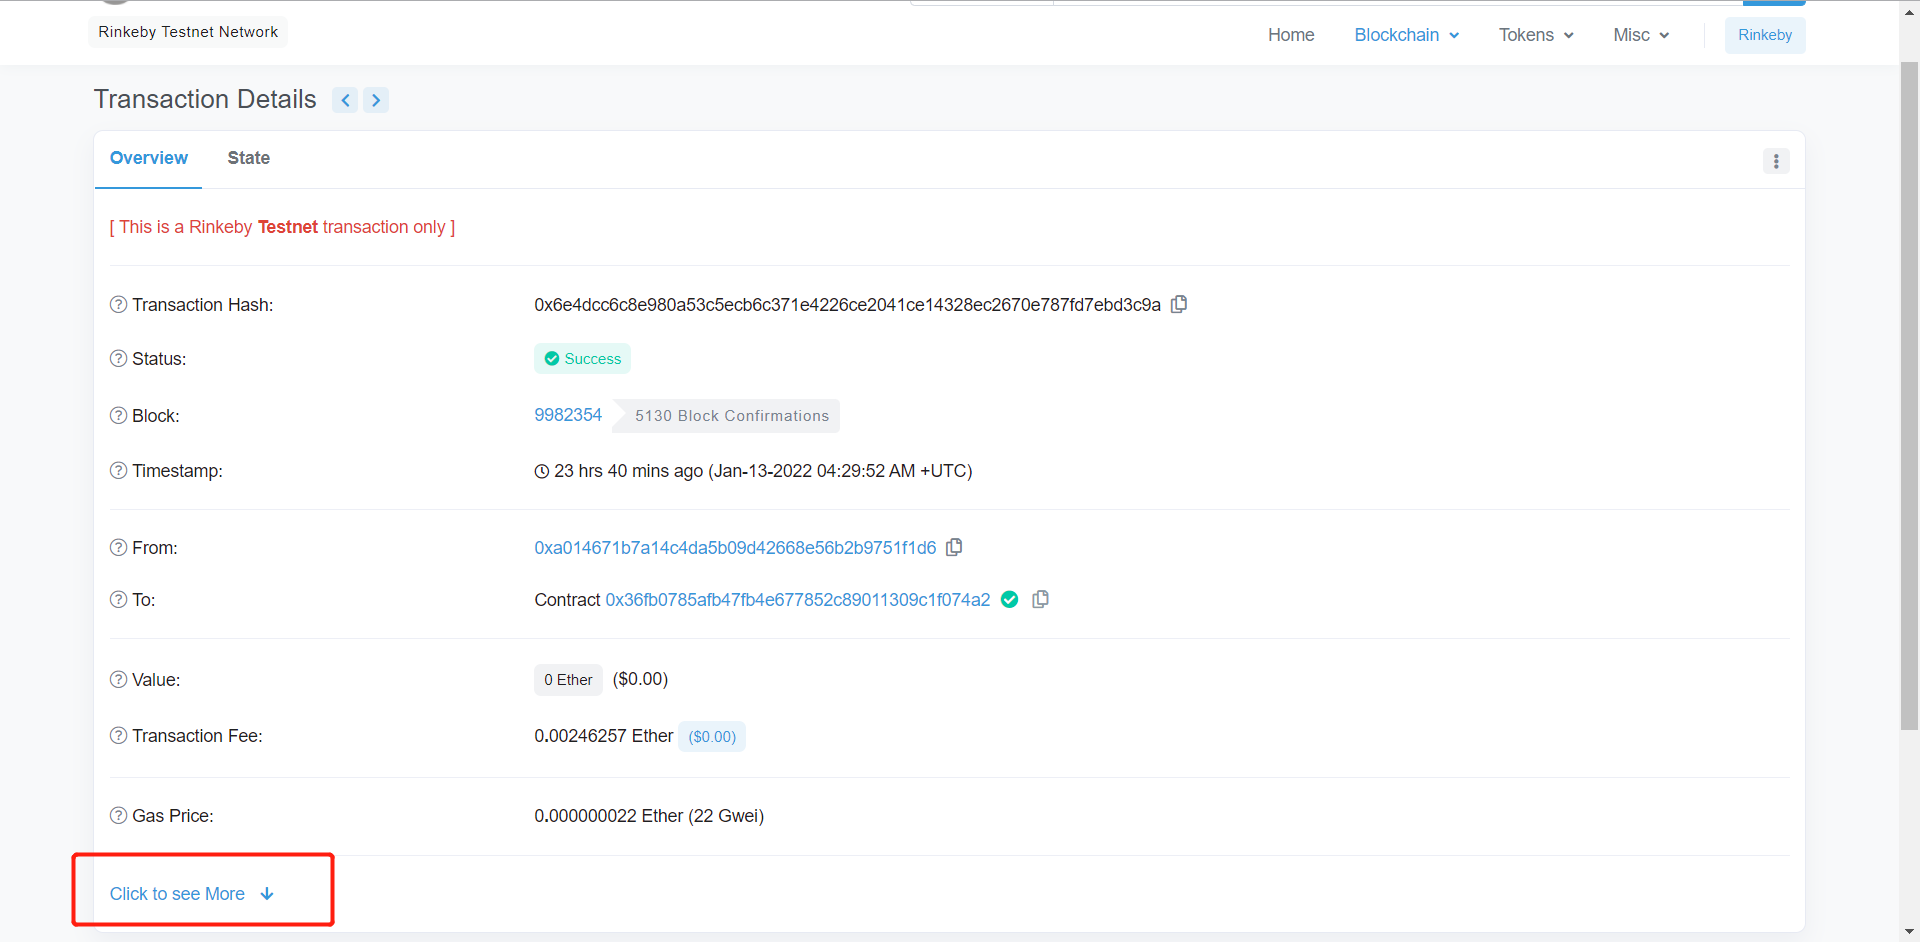 Rinkeby Testnet Network
Home Blockchain Tokens Misc Rinkeby
Transaction Details
Overview State
[ This is a Rinkeby Testnet transaction only ]
Transaction Hash: 0x6e4dcc6c8e980a53c5ecb6c371e4226ce2041ce14328ec2670e787fd7ebd3c9a
Status: Success
Block: 9982354 5130 Block Confirmations
Timestamp: 23 hrs 40 mins ago (Jan-13-2022 04:29:52 AM +UTC)
From: 0xa014671b7a14c4da5b09d42668e56b2b9751f1d6
To: Contract 0x36fb0785afb47fb4e677852c89011309c1f074a2
Value: 0 Ether ($0.00)
Transaction Fee: 0.00246257 Ether ($0.00)
Gas Price: 0.000000022 Ether (22 Gwei)
Click to see More